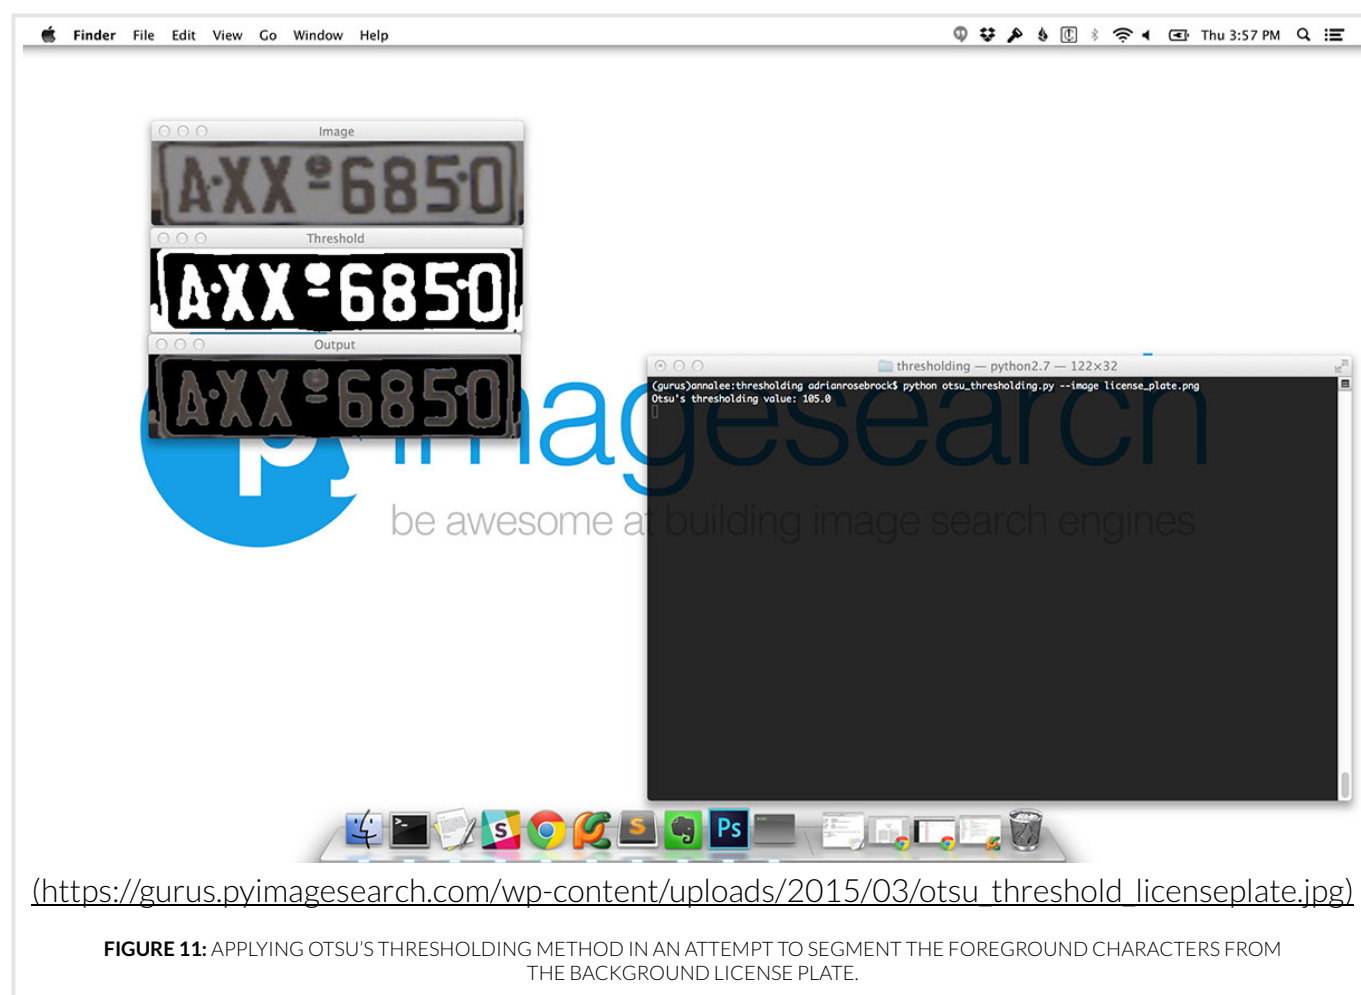 Finder File Edit View Go Window Help
Thu 3:57 PM
Image
A·XX 6850
Threshold
A·XX 6850
Output
A·XX 6850
thresholding — python2.7 — 122×32
(gurus)annalee:thresholding adrianrosebrock$ python otsu_thresholding.py --image license_plate.png
Otsu's thresholding value: 105.0
imagesearch
be awesome at building image search engines
Ps
(https://gurus.pyimagesearch.com/wp-content/uploads/2015/03/otsu_threshold_licenseplate.jpg)
FIGURE 11: APPLYING OTSU'S THRESHOLDING METHOD IN AN ATTEMPT TO SEGMENT THE FOREGROUND CHARACTERS FROM
THE BACKGROUND LICENSE PLATE.